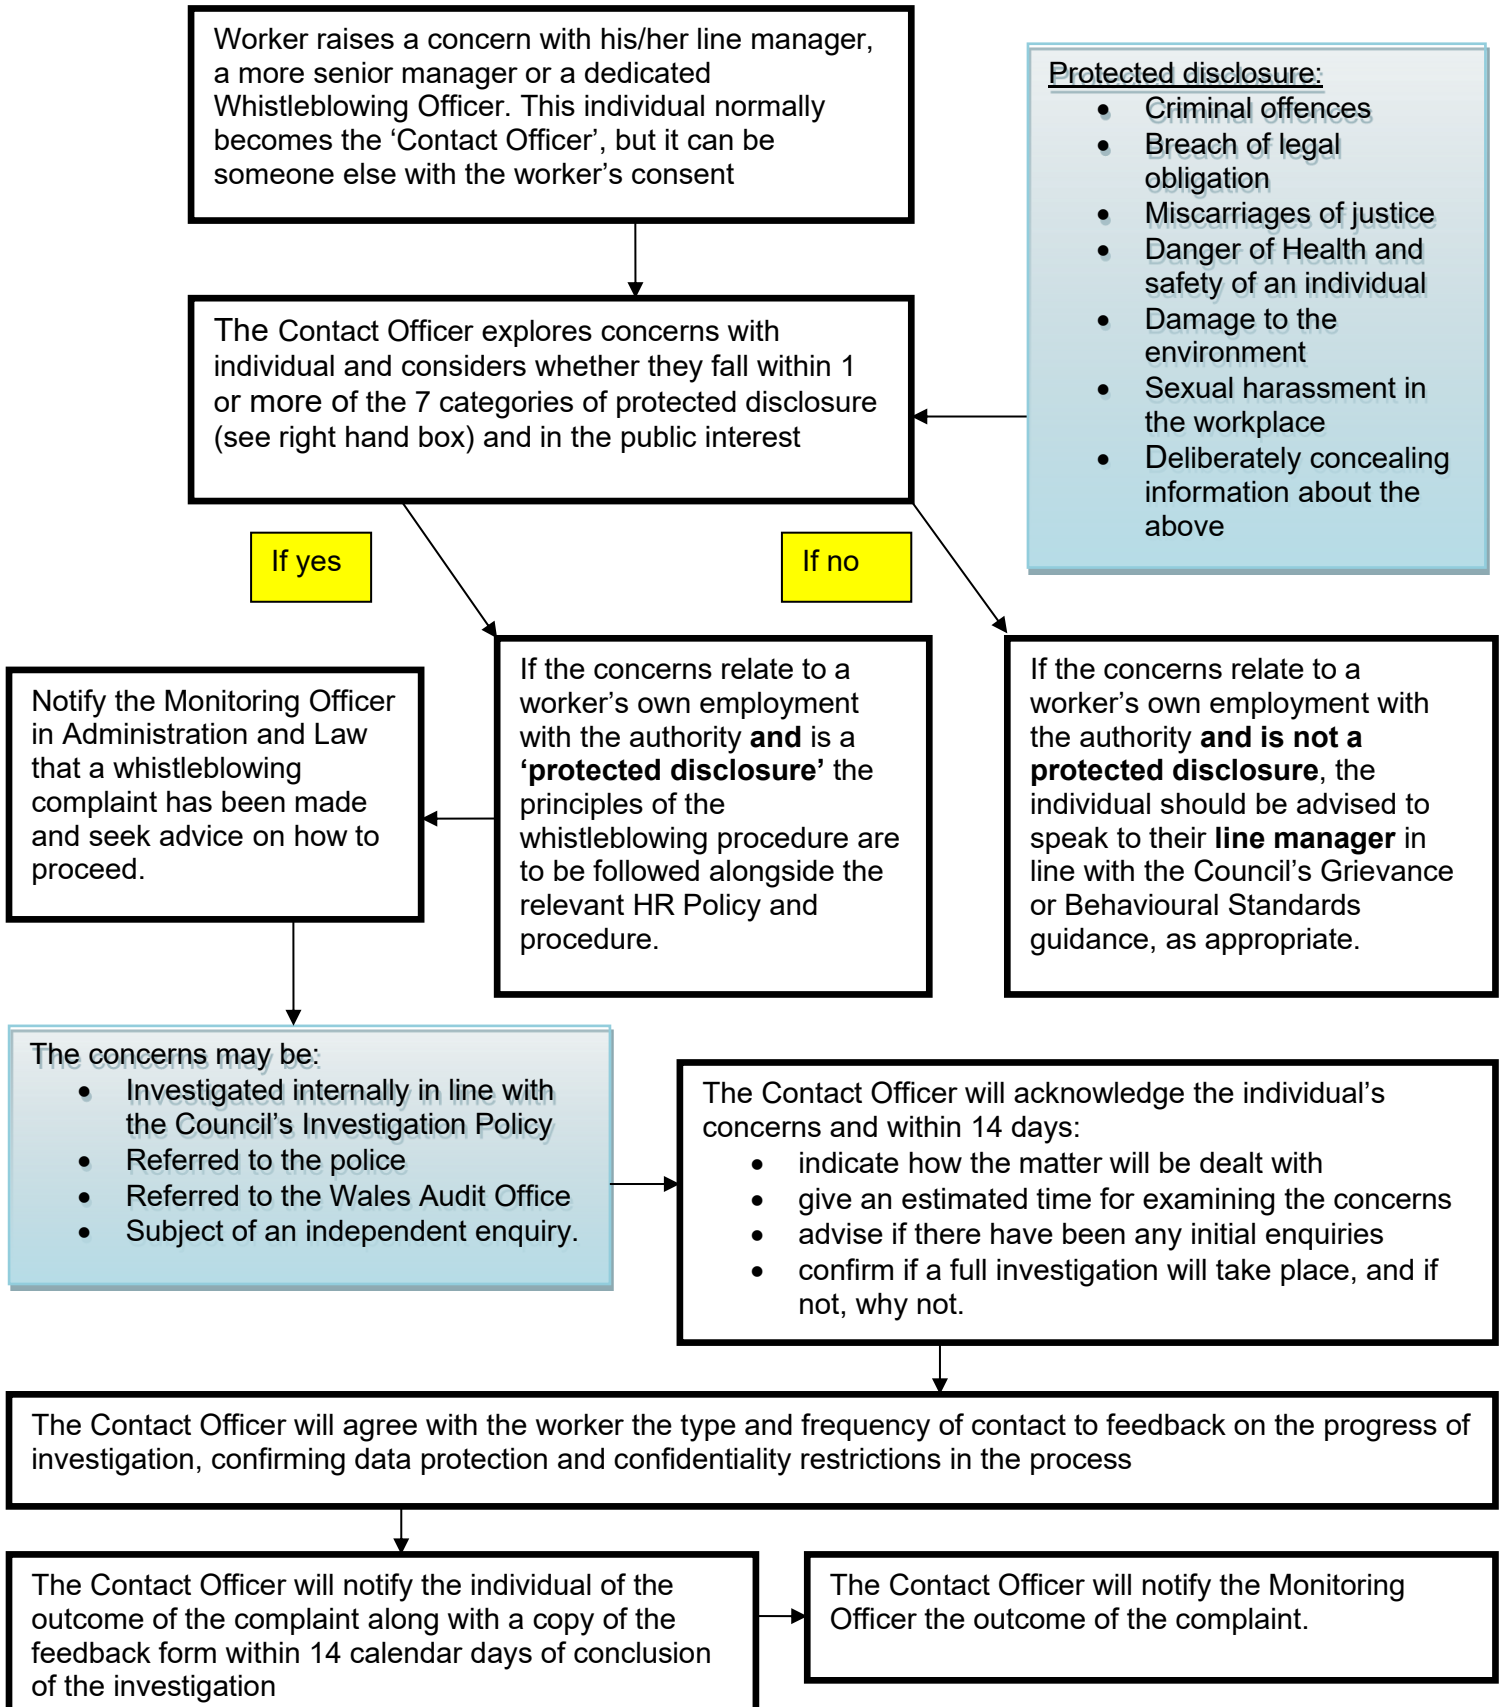 Worker raises a concern with his/her line manager,
a more senior manager or a dedicated
Whistleblowing Officer. This individual normally
becomes the ‘Contact Officer’, but it can be
someone else with the worker’s consent
Protected disclosure:
• Criminal offences
• Breach of legal
obligation
• Miscarriages of justice
• Danger of Health and
safety of an individual
• Damage to the
environment
• Sexual harassment in
the workplace
• Deliberately concealing
information about the
above
The Contact Officer explores concerns with
individual and considers whether they fall within 1
or more of the 7 categories of protected disclosure
(see right hand box) and in the public interest
If yes
If no
Notify the Monitoring Officer
in Administration and Law
that a whistleblowing
complaint has been made
and seek advice on how to
proceed.
If the concerns relate to a
worker’s own employment
with the authority and is a
‘protected disclosure’ the
principles of the
whistleblowing procedure are
to be followed alongside the
relevant HR Policy and
procedure.
If the concerns relate to a
worker’s own employment with
the authority and is not a
protected disclosure, the
individual should be advised to
speak to their line manager in
line with the Council’s Grievance
or Behavioural Standards
guidance, as appropriate.
The concerns may be:
• Investigated internally in line with
the Council’s Investigation Policy
• Referred to the police
• Referred to the Wales Audit Office
• Subject of an independent enquiry.
The Contact Officer will acknowledge the individual’s
concerns and within 14 days:
• indicate how the matter will be dealt with
• give an estimated time for examining the concerns
• advise if there have been any initial enquiries
• confirm if a full investigation will take place, and if
not, why not.
The Contact Officer will agree with the worker the type and frequency of contact to feedback on the progress of
investigation, confirming data protection and confidentiality restrictions in the process
The Contact Officer will notify the individual of the
outcome of the complaint along with a copy of the
feedback form within 14 calendar days of conclusion
of the investigation
The Contact Officer will notify the Monitoring
Officer the outcome of the complaint.